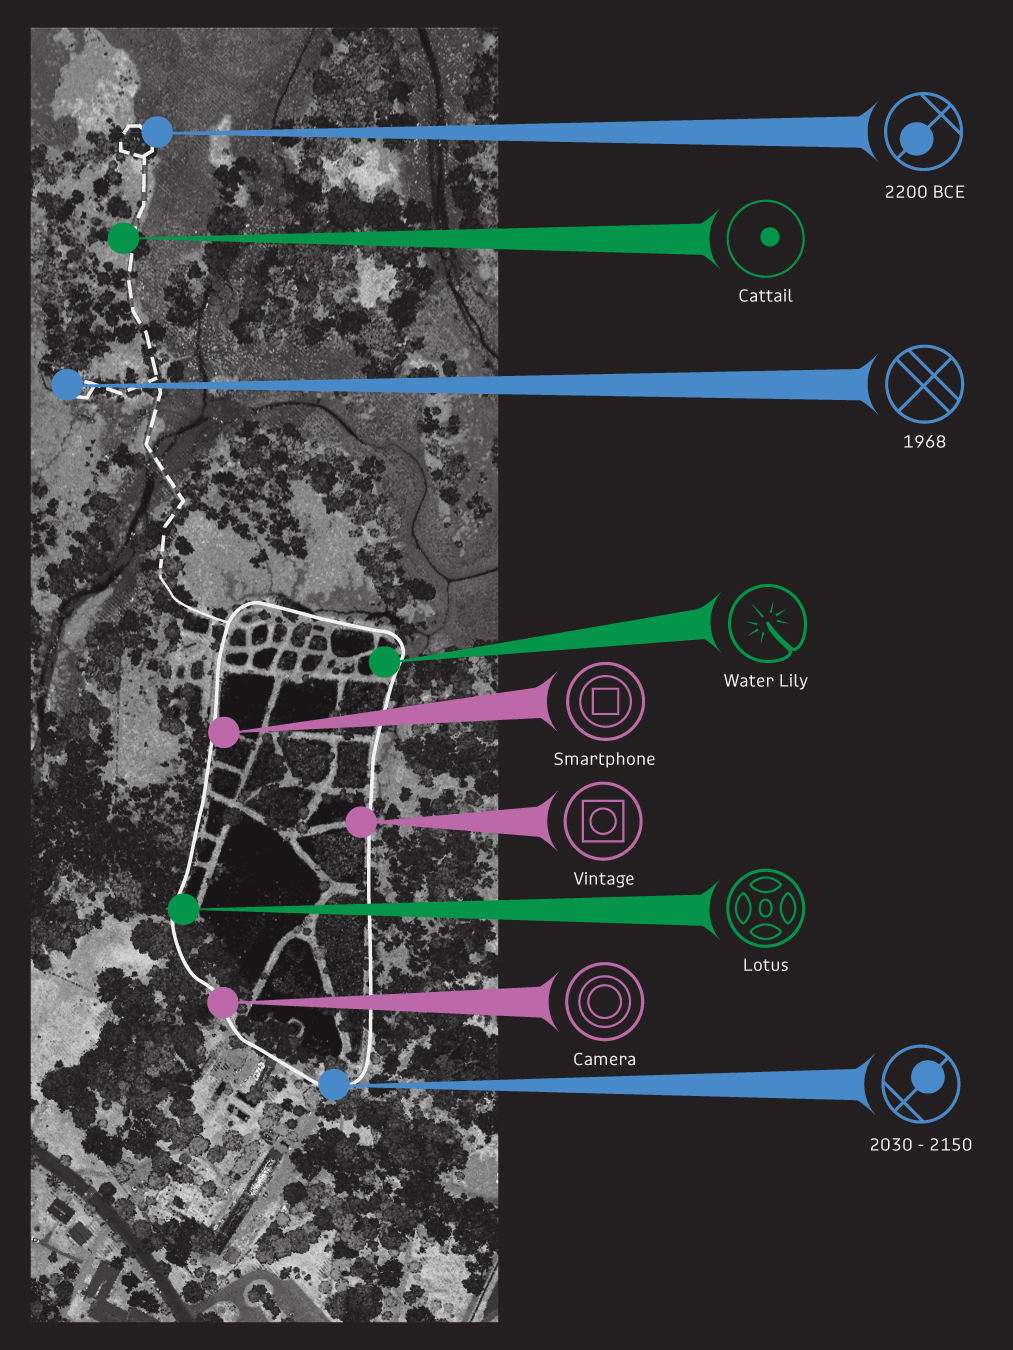 2200 BCE
Cattail
1968
Water Lily
Smartphone
Vintage
Lotus
Camera
2030 - 2150